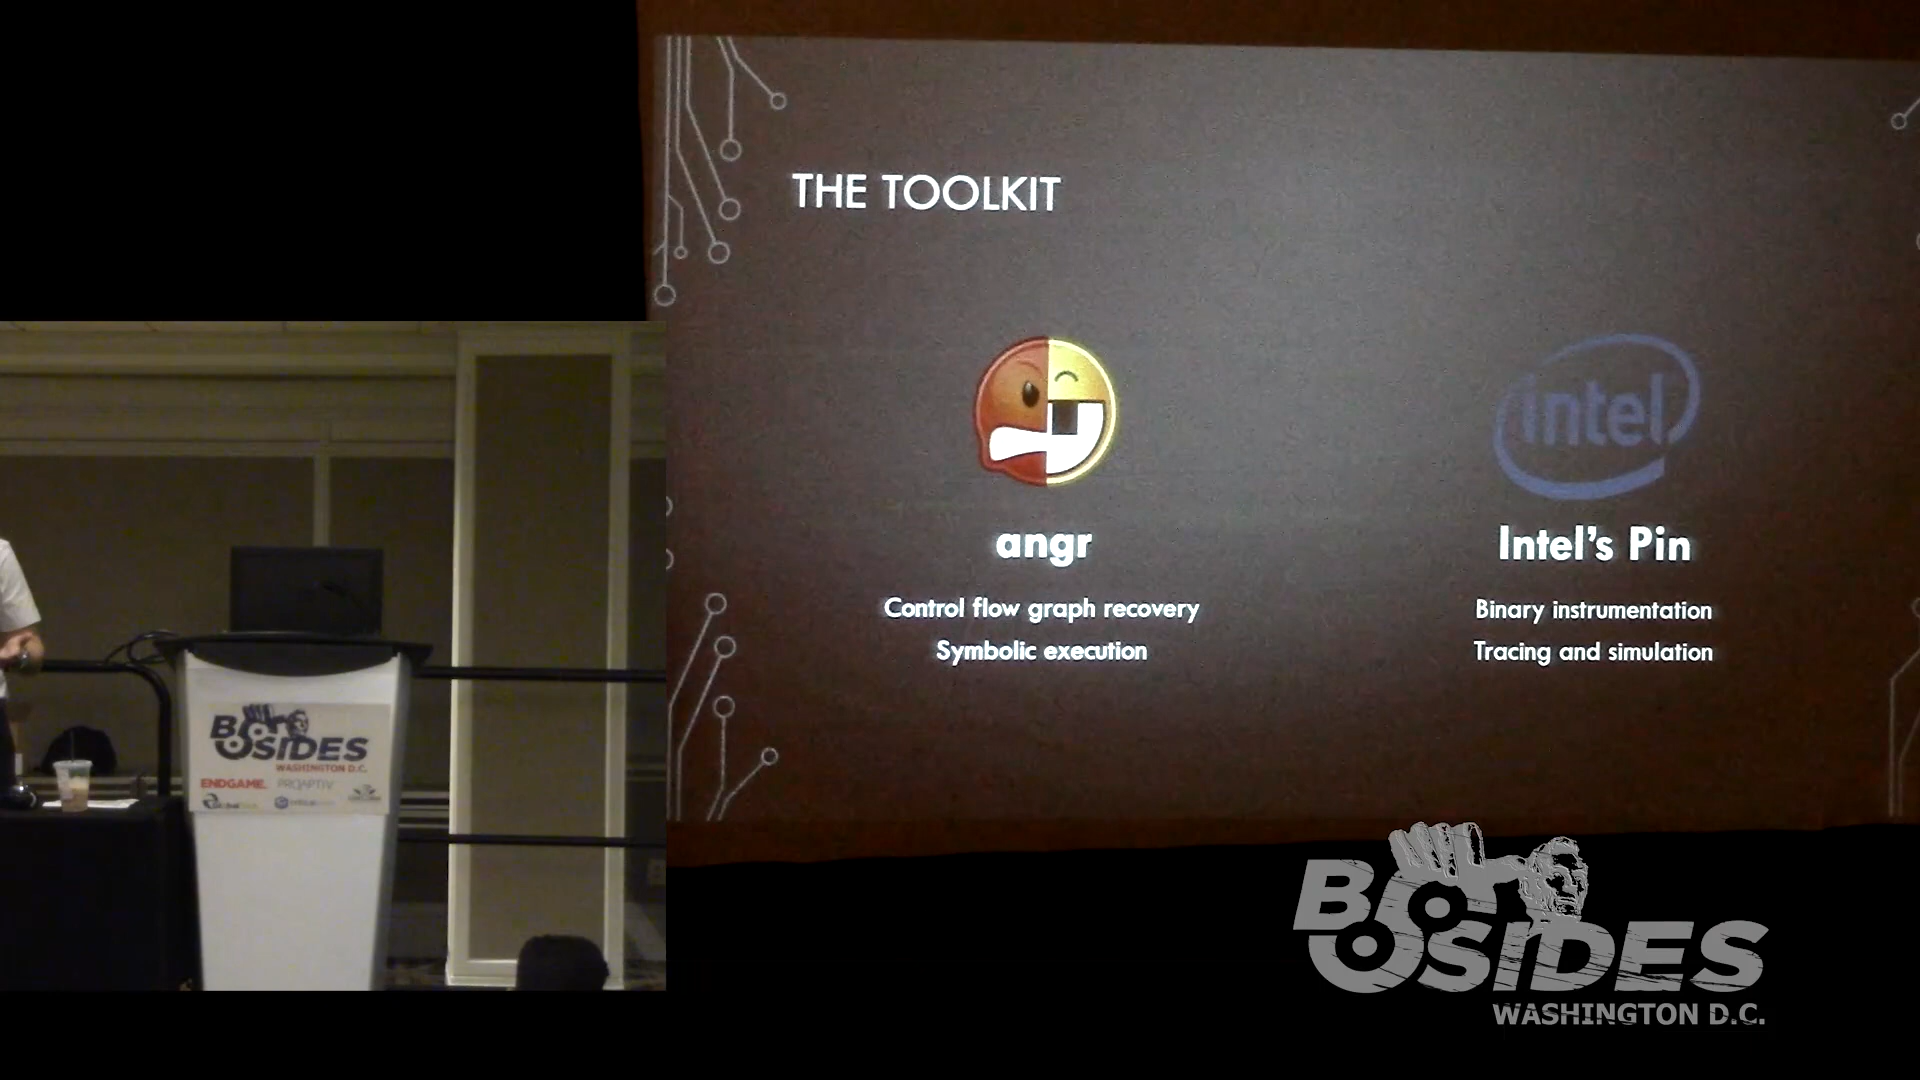 THE TOOLKIT
intel
angr
Control flow graph recovery
Symbolic execution
Intel's Pin
Binary instrumentation
Tracing and simulation
BSIDES
WASHINGTON D.C.
ENDGAME.
PROAPTIV
BSIDES
WASHINGTON D.C.